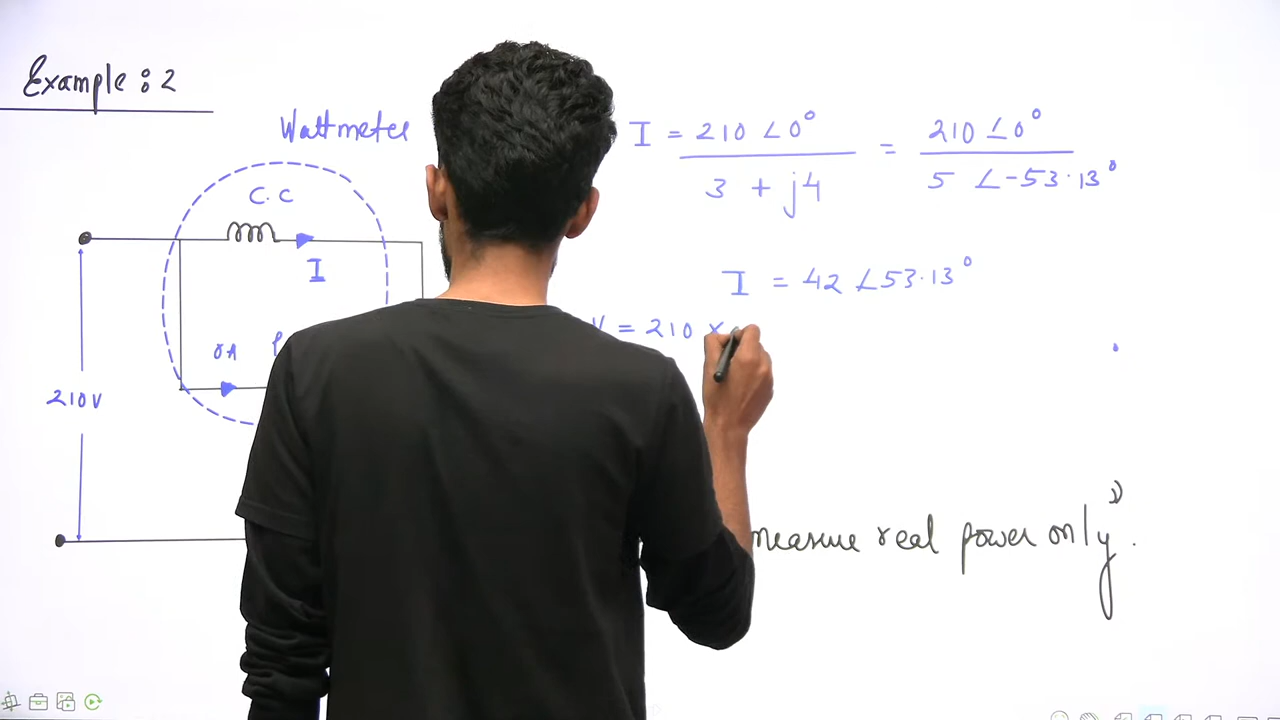 Example : 2
Wattmeter
C.C
I
0A
210V
I = 210 ∠0° / 3 + j4 = 210 ∠0° / 5 ∠-53.13°
I = 42 ∠53.13°
V = 210 ×
measure real power only.